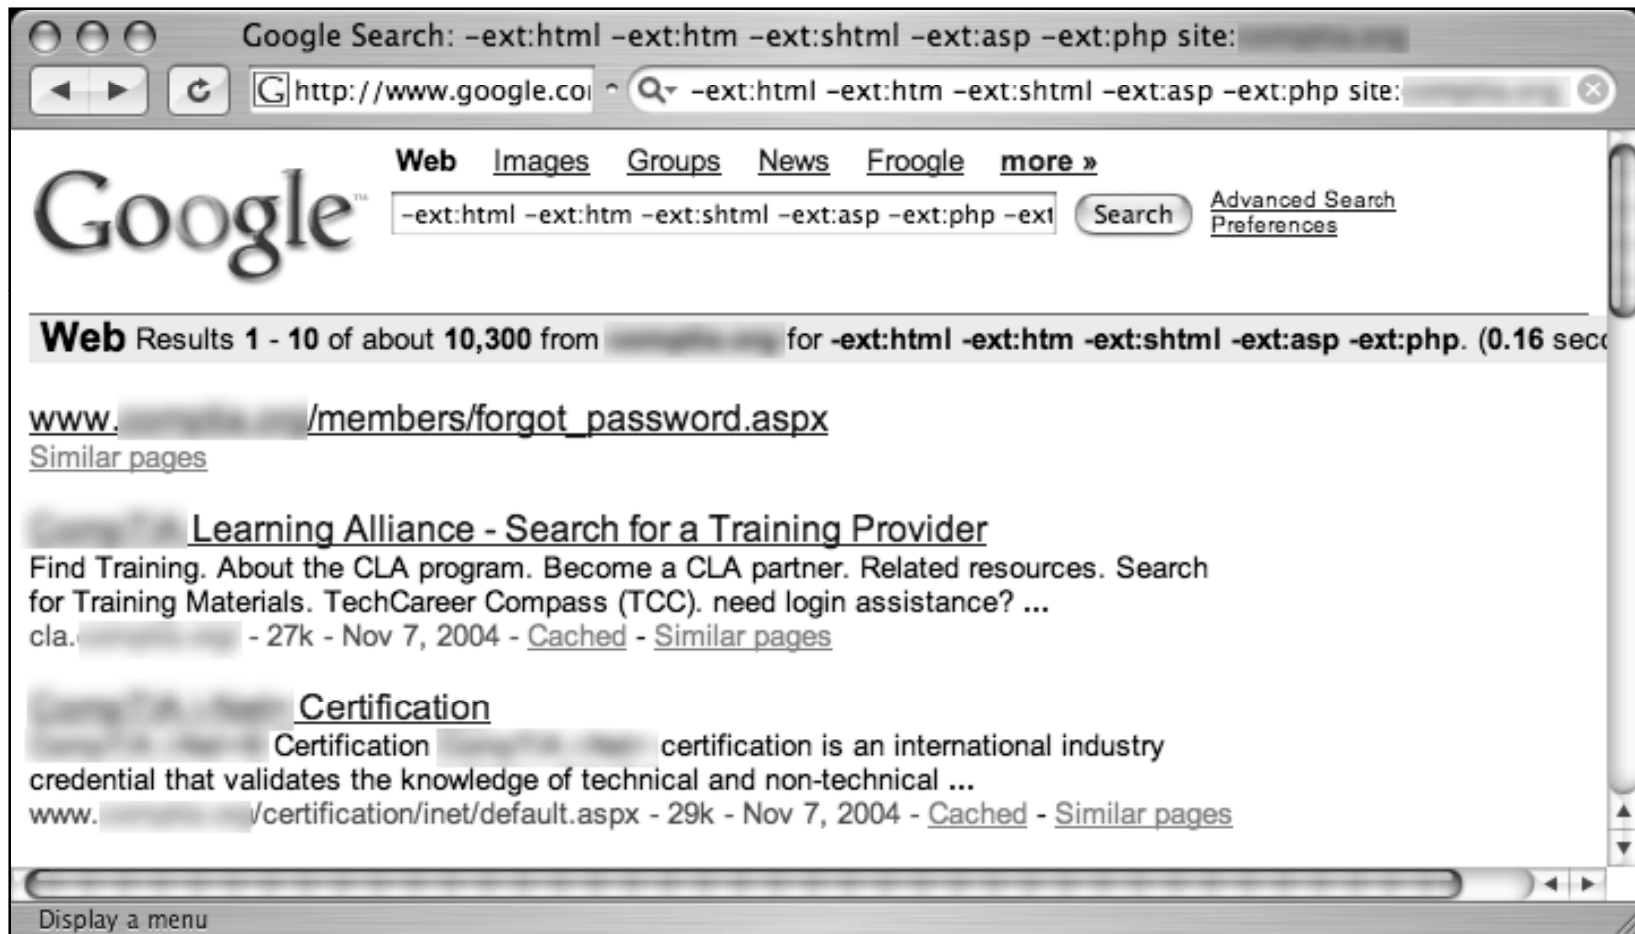 Google Search: -ext:html -ext:htm -ext:shtml -ext:asp -ext:php site:
G http://www.google.co -ext:html -ext:htm -ext:shtml -ext:asp -ext:php site:
Web Images Groups News Froogle more »
Google™
-ext:html -ext:htm -ext:shtml -ext:asp -ext:php -ext Search Advanced Search
Preferences
Web Results 1 - 10 of about 10,300 from for -ext:html -ext:htm -ext:shtml -ext:asp -ext:php. (0.16 seco
www. /members/forgot_password.aspx
Similar pages
Learning Alliance - Search for a Training Provider
Find Training. About the CLA program. Become a CLA partner. Related resources. Search
for Training Materials. TechCareer Compass (TCC). need login assistance? ...
cla. - 27k - Nov 7, 2004 - Cached - Similar pages
Certification
Certification certification is an international industry
credential that validates the knowledge of technical and non-technical ...
www. /certification/inet/default.aspx - 29k - Nov 7, 2004 - Cached - Similar pages
Display a menu